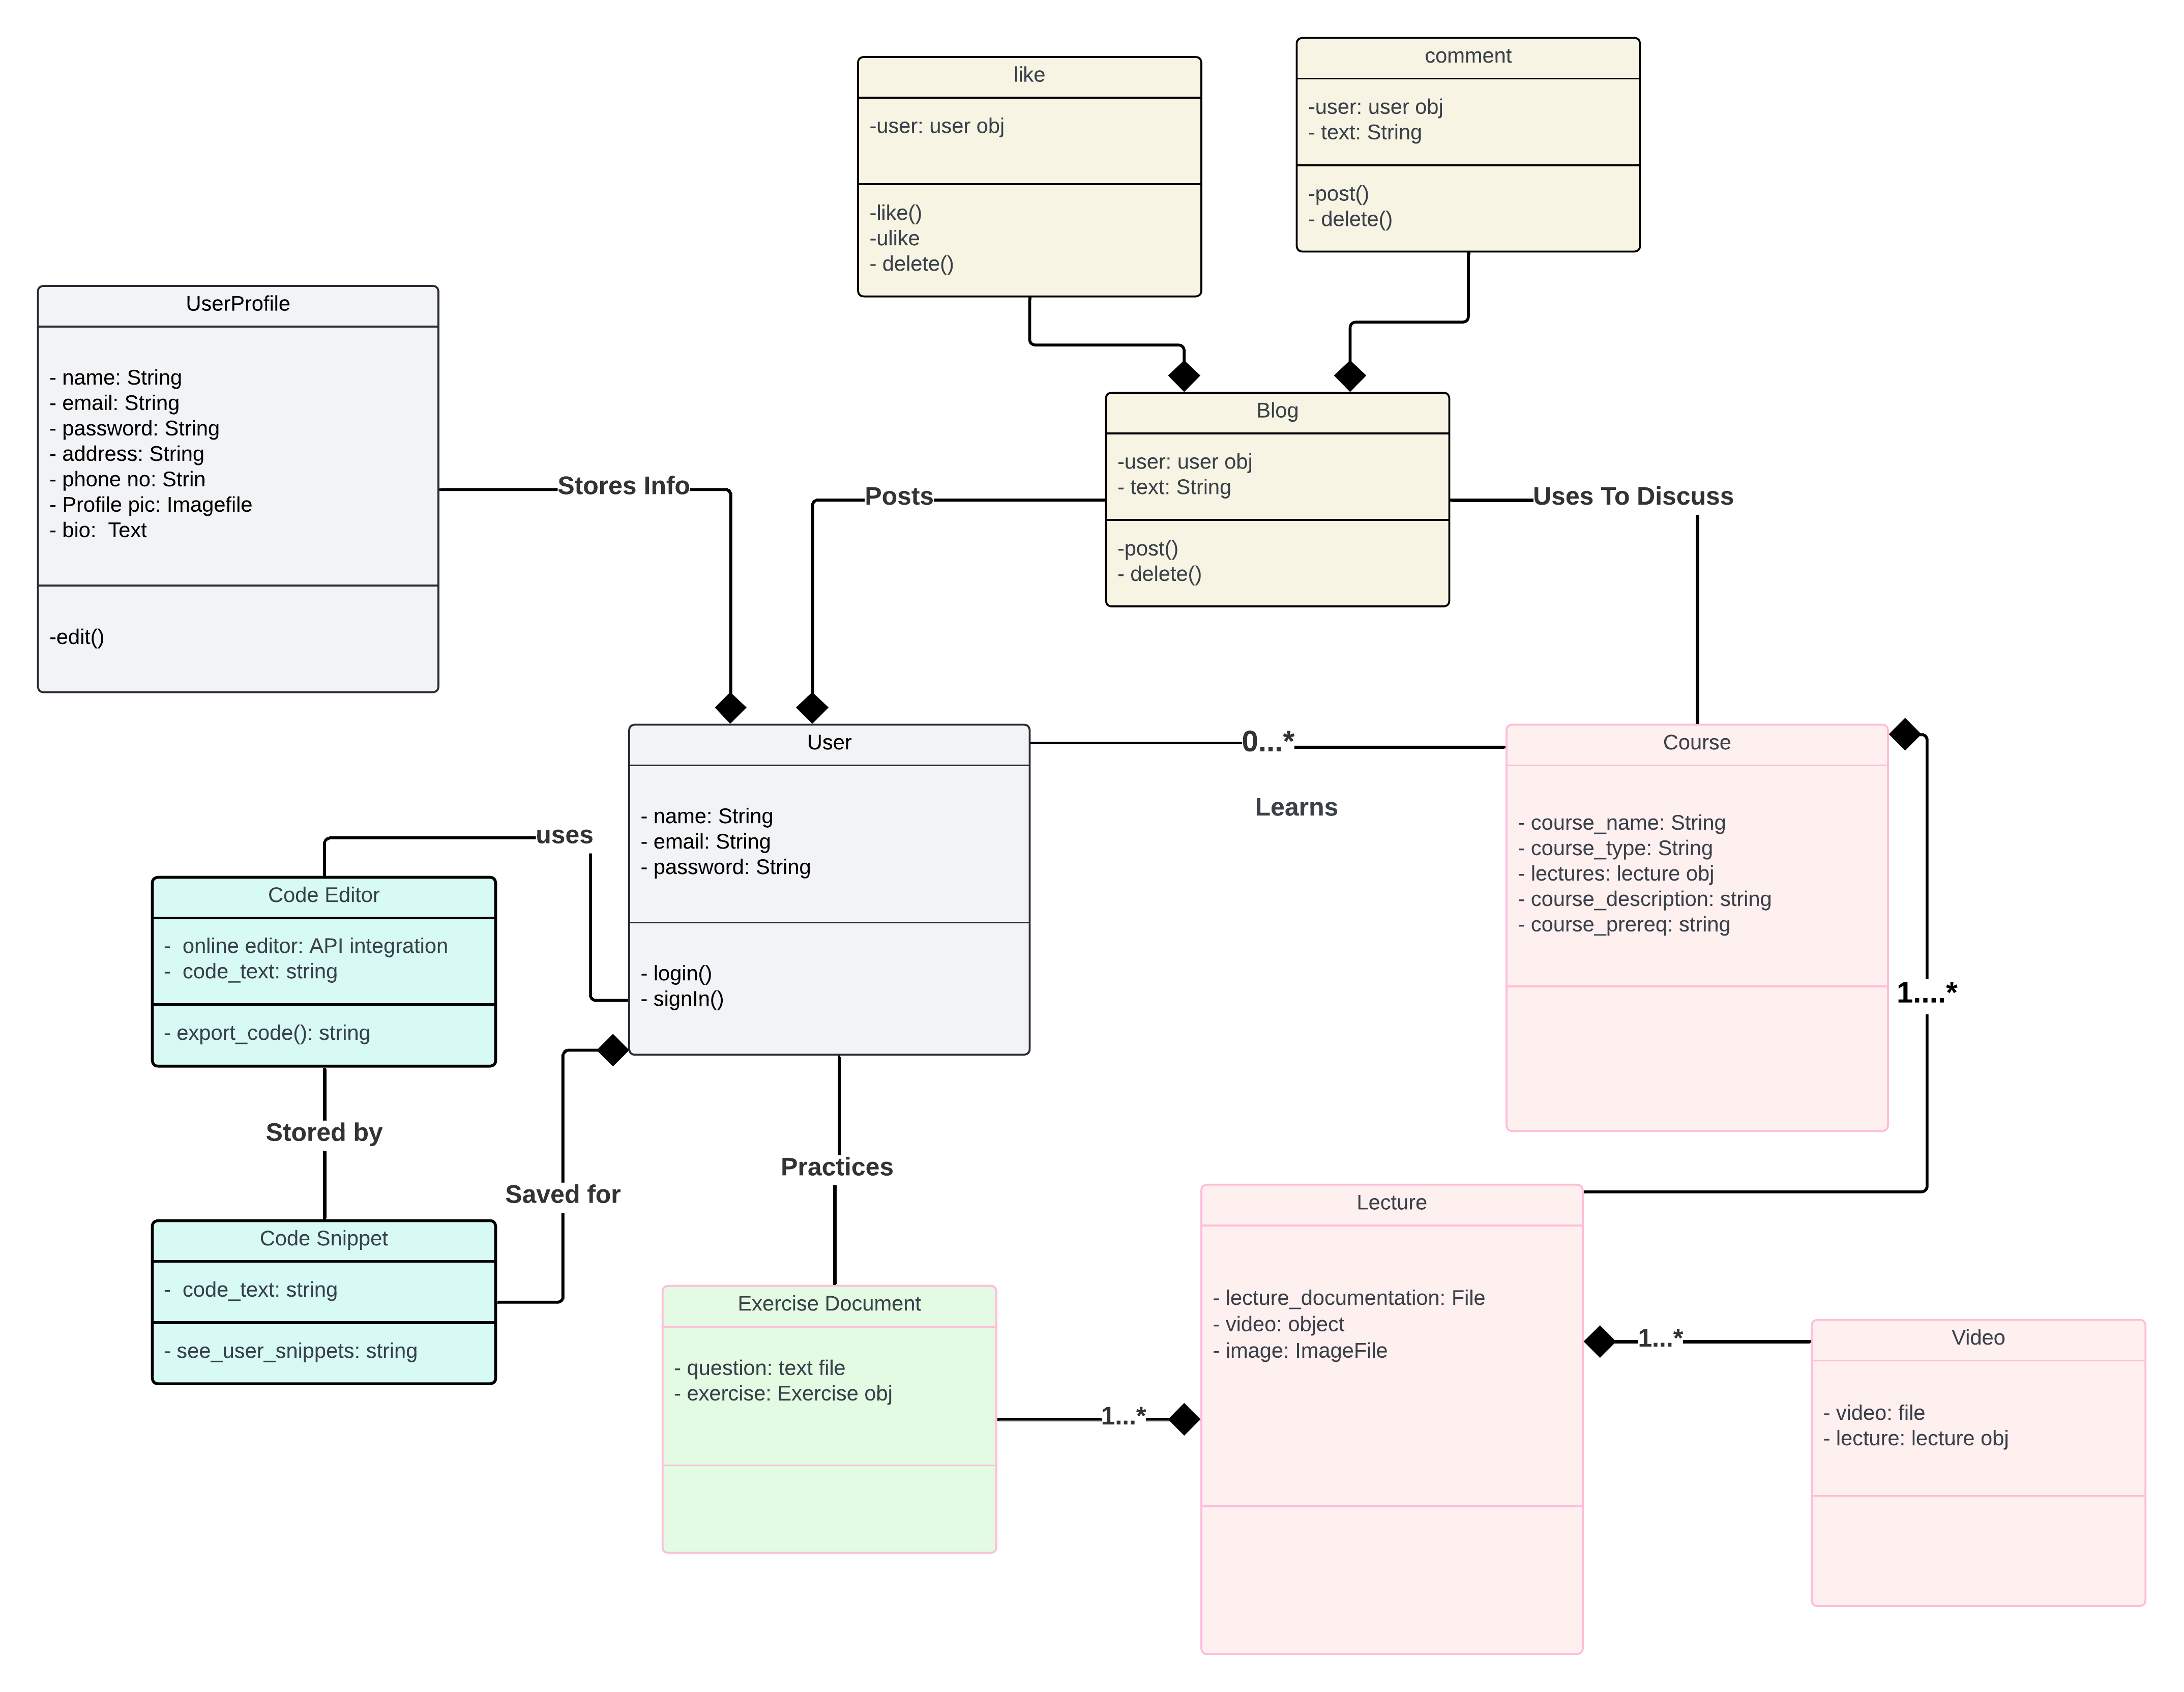 like
-user: user obj
-like()
-ulike
- delete()
comment
-user: user obj
- text: String
-post()
- delete()
UserProfile
- name: String
- email: String
- password: String
- address: String
- phone no: Strin
- Profile pic: Imagefile
- bio:  Text
-edit()
Stores Info
Posts
Blog
-user: user obj
- text: String
-post()
- delete()
Uses To Discuss
User
- name: String
- email: String
- password: String
- login()
- signIn()
0...*
Learns
Course
- course_name: String
- course_type: String
- lectures: lecture obj
- course_description: string
- course_prereq: string
1....*
uses
Code Editor
-  online editor: API integration
-  code_text: string
- export_code(): string
Stored by
Saved for
Practices
Code Snippet
-  code_text: string
- see_user_snippets: string
Exercise Document
- question: text file
- exercise: Exercise obj
1...*
Lecture
- lecture_documentation: File
- video: object
- image: ImageFile
1...*
Video
- video: file
- lecture: lecture obj